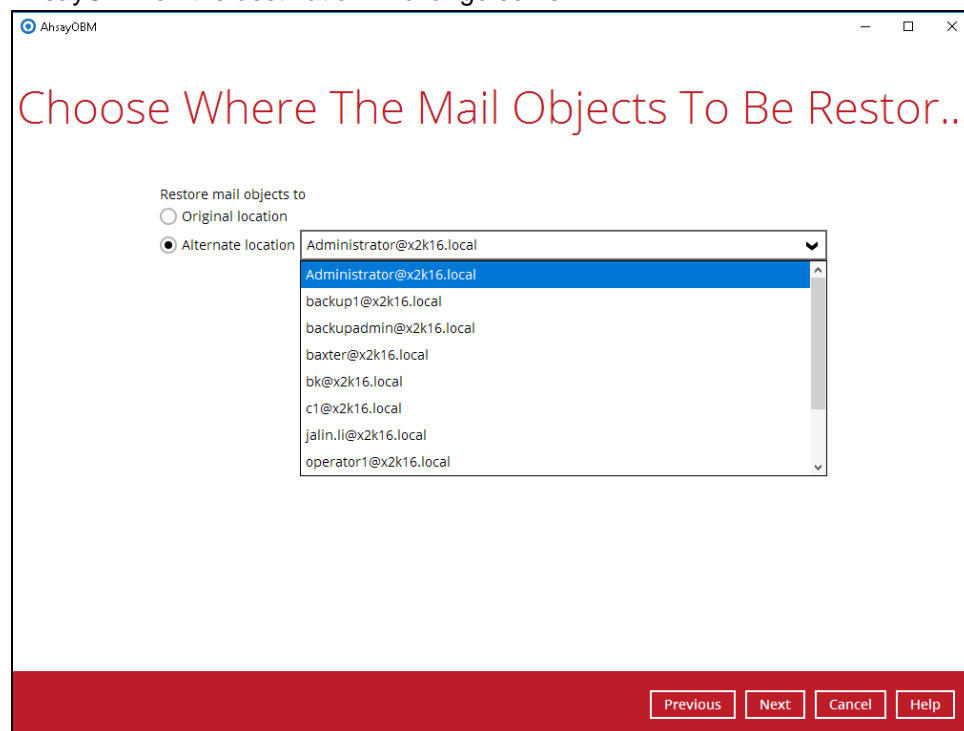 AhsayOBM
Choose Where The Mail Objects To Be Restor..
Restore mail objects to
Original location
Alternate location Administrator@x2k16.local
Administrator@x2k16.local
backup1@x2k16.local
backupadmin@x2k16.local
baxter@x2k16.local
bk@x2k16.local
c1@x2k16.local
jalin.li@x2k16.local
operator1@x2k16.local
Previous Next Cancel Help